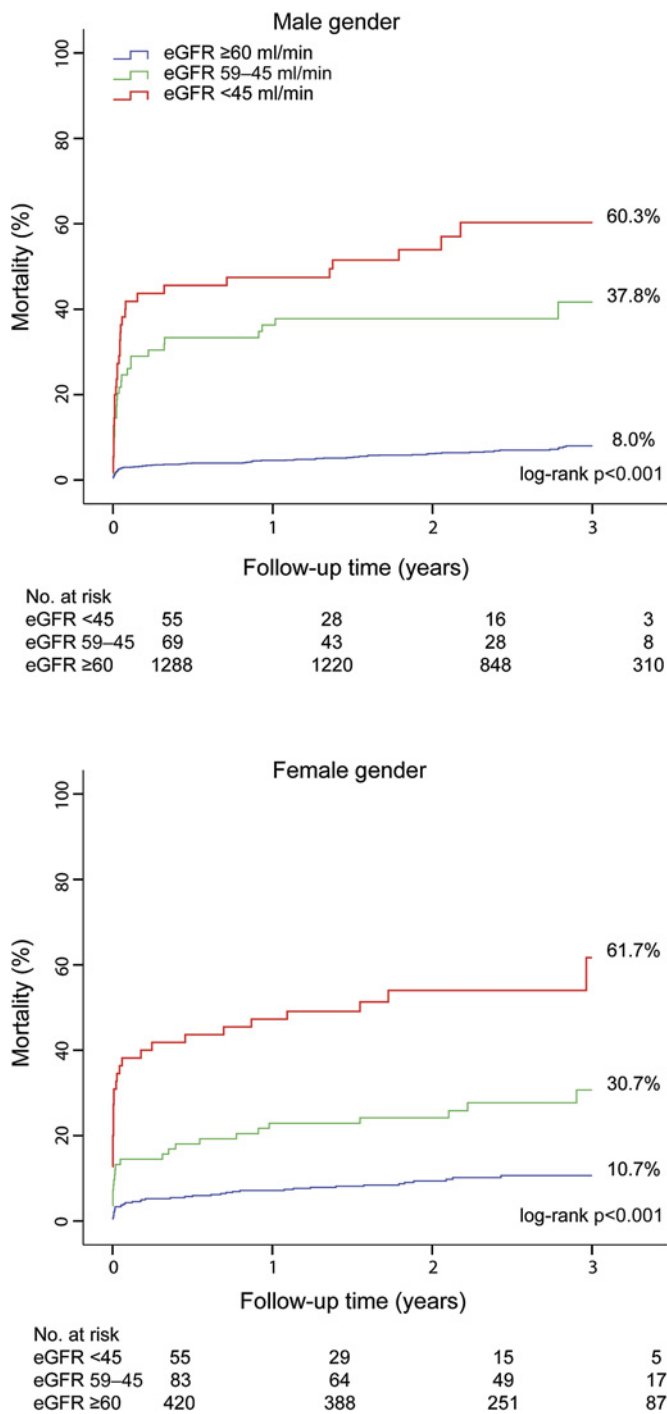 Male gender
eGFR ≥60 ml/min
eGFR 59–45 ml/min
eGFR <45 ml/min
Mortality (%)
100
80
60
40
20
0
60.3%
37.8%
8.0%
log-rank p<0.001
0 1 2 3
Follow-up time (years)
No. at risk
eGFR <45 55 28 16 3
eGFR 59–45 69 43 28 8
eGFR ≥60 1288 1220 848 310
Female gender
Mortality (%)
100
80
60
40
20
0
61.7%
30.7%
10.7%
log-rank p<0.001
0 1 2 3
Follow-up time (years)
No. at risk
eGFR <45 55 29 15 5
eGFR 59–45 83 64 49 17
eGFR ≥60 420 388 251 87